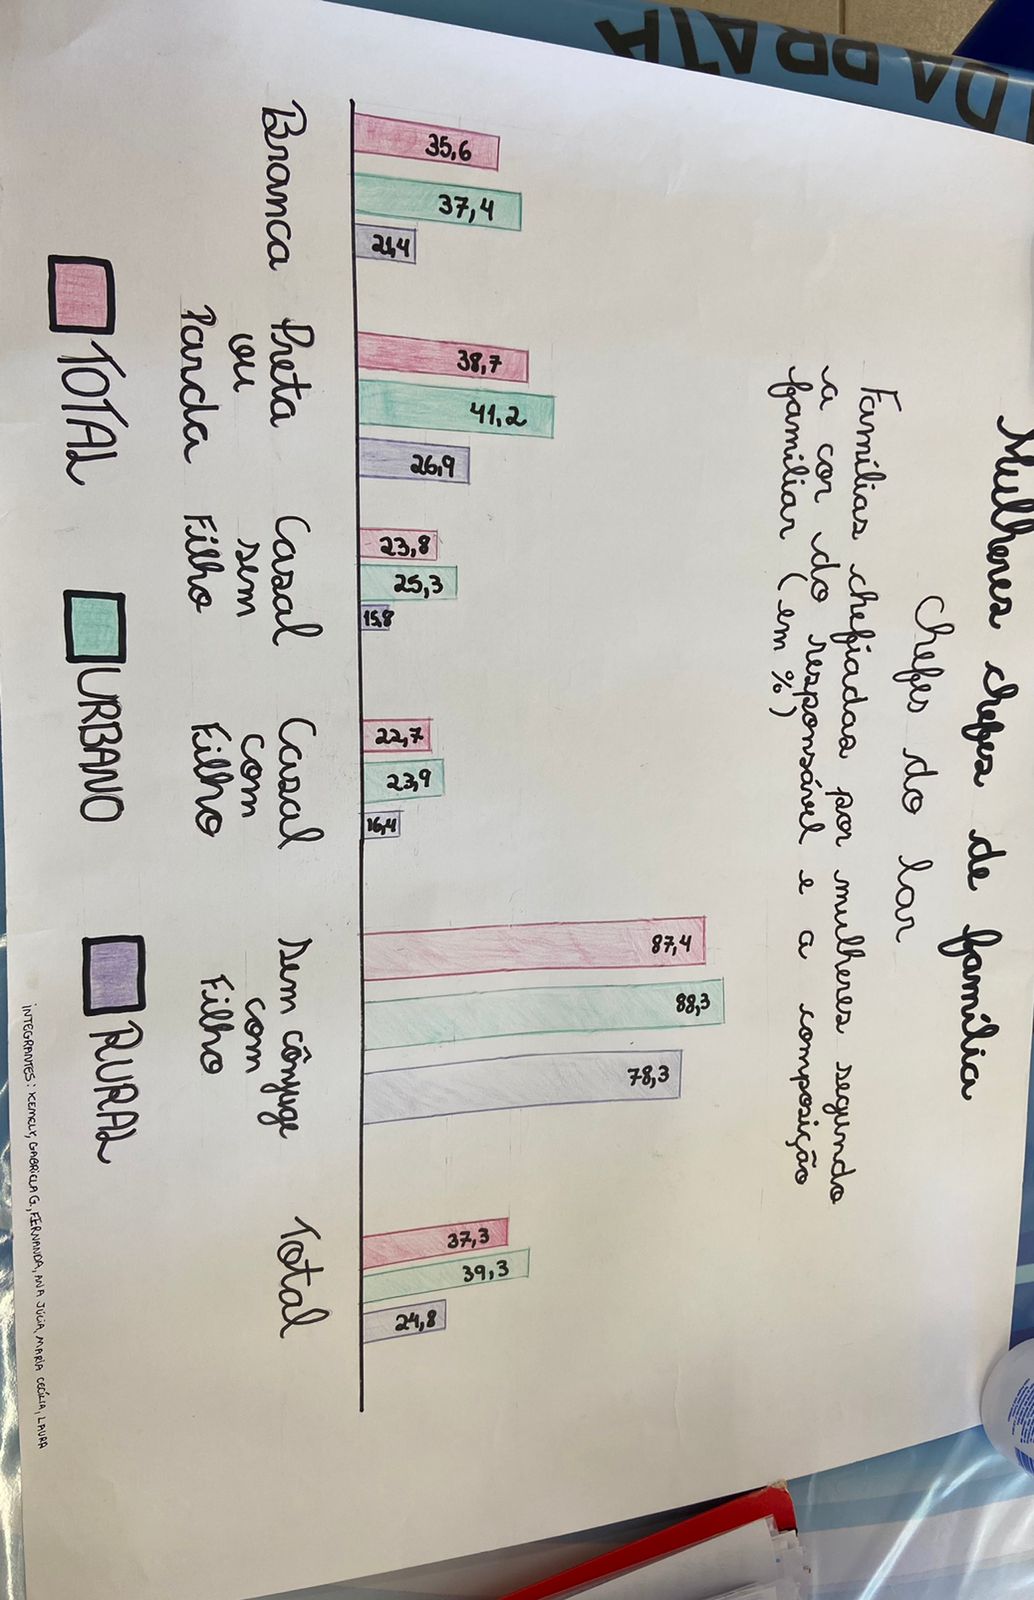 DA PRATA
Mulheres chefes de família
Chefes do lar
Famílias chefiadas por mulheres segundo
a cor do responsável e a composição
familiar (em %)
35,6 37,4 21,4
38,7 41,2 26,9
23,8 25,3 15,8
22,7 23,9 16,4
87,4 88,3 78,3
37,3 39,3 24,8
Branca
Preta
ou
Parda
Casal
sem
Filho
Casal
com
Filho
Sem cônjuge
com
Filho
Total
TOTAL URBANO RURAL
INTEGRANTES: KEMELY, GABRIELA G., FERNANDA, ANA JÚLIA, MARIA CECÍLIA, LAURA